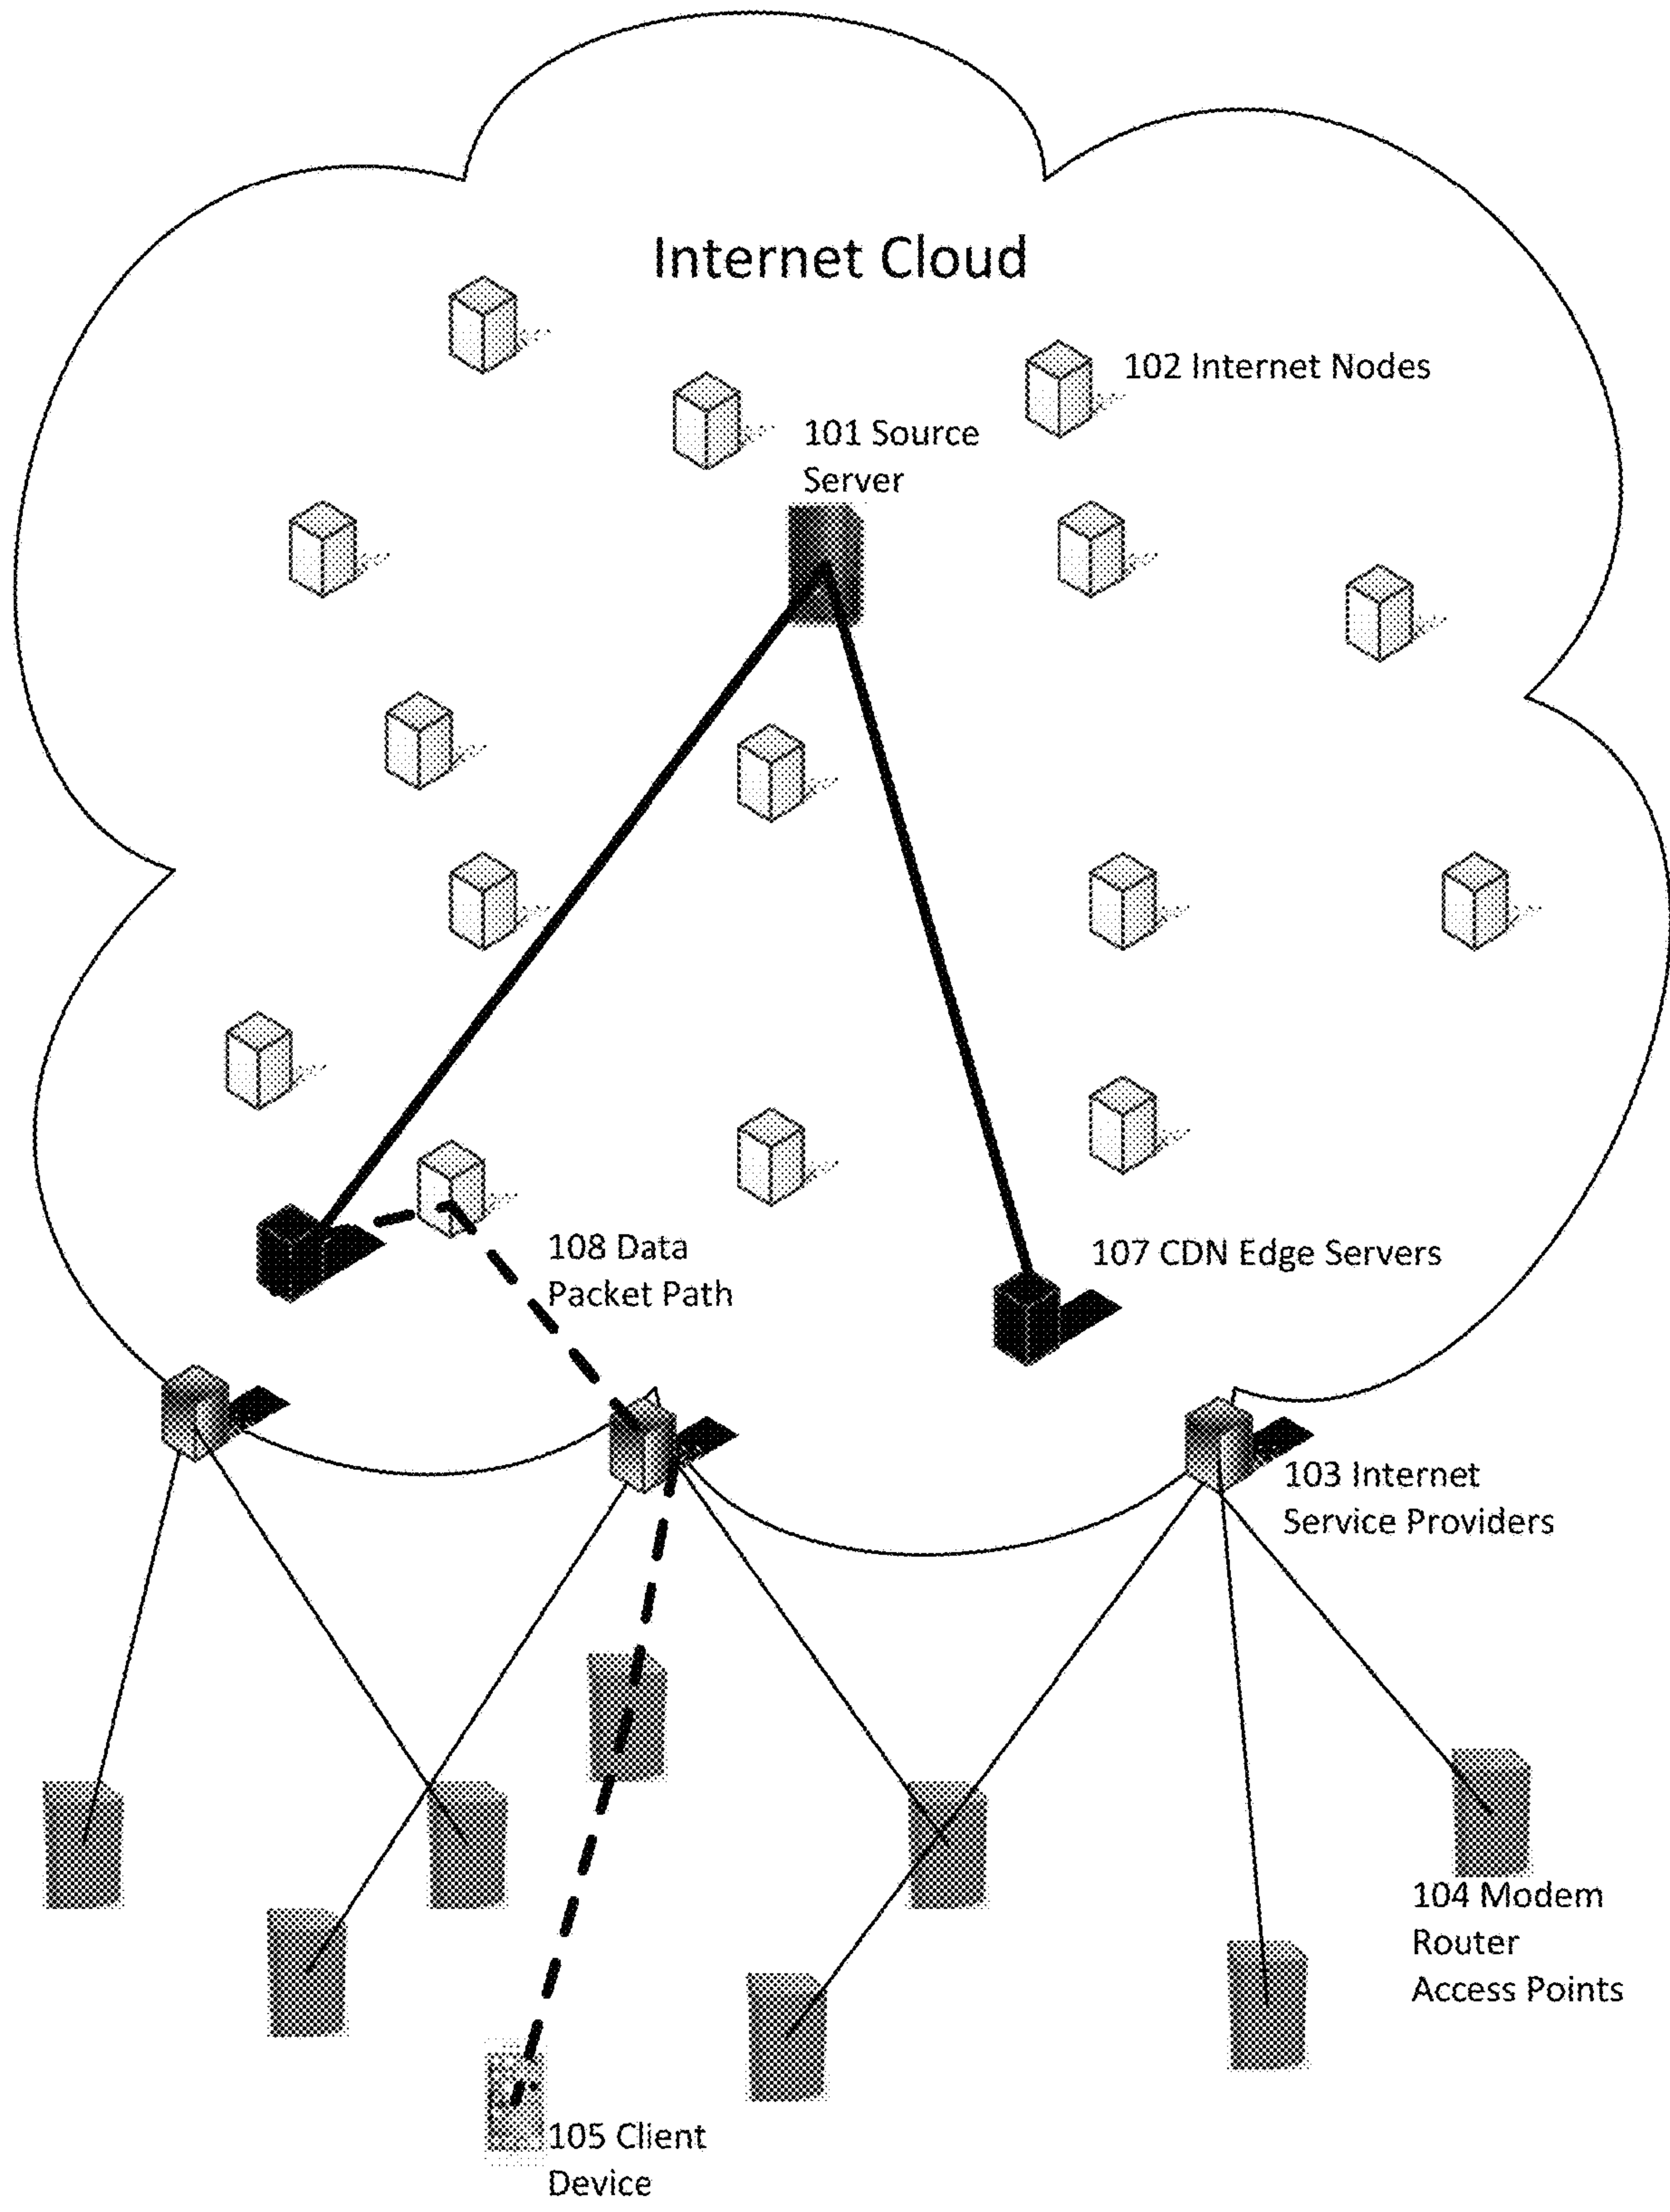 Internet Cloud
102 Internet Nodes
101 Source
Server
108 Data
Packet Path
107 CDN Edge Servers
103 Internet
Service Providers
104 Modem
Router
Access Points
105 Client
Device